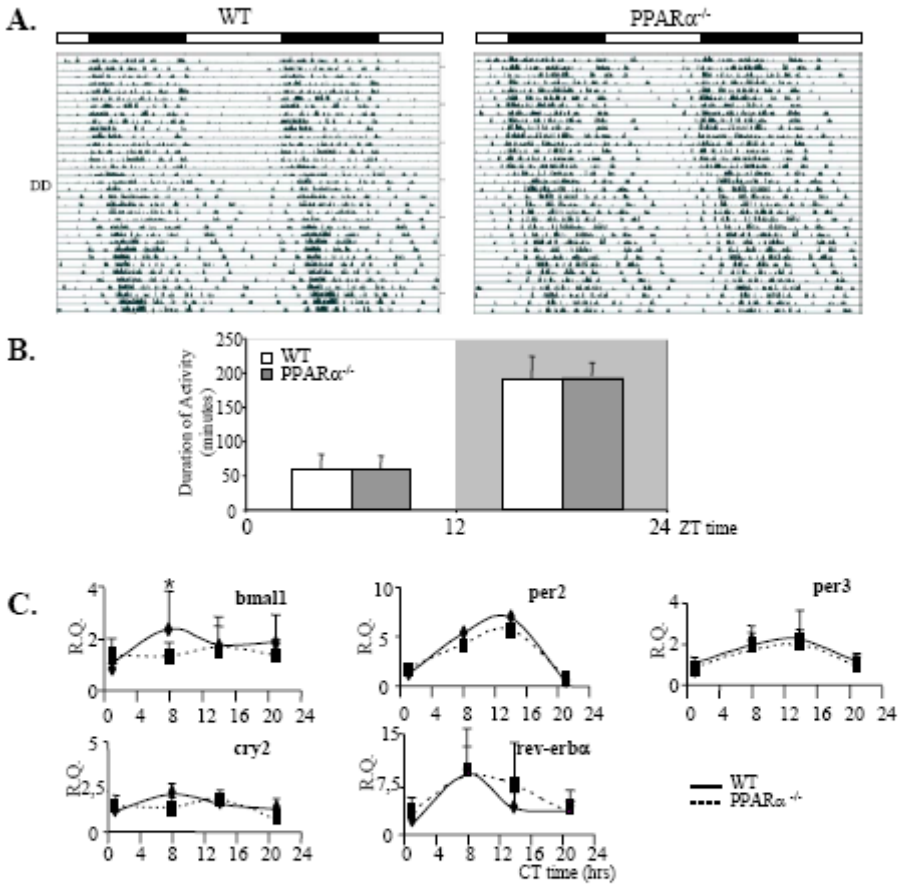 A.
WT
PPARα-/-
DD
B.
Duration of Activity
(minutes)
250
200
150
100
50
0
WT
PPARα-/-
0 12 24 ZT time
C.
bmal1
*
R.Q.
4
2
0
0 4 8 12 16 20 24
per2
R.Q.
10
5
0
0 4 8 12 16 20 24
per3
R.Q.
4
2
0
0 4 8 12 16 20 24
cry2
R.Q.
5
2,5
0
0 4 8 12 16 20 24
rev-erbα
R.Q.
15
7.5
0
0 4 8 12 16 20 24
CT time (hrs)
WT
PPARα -/-